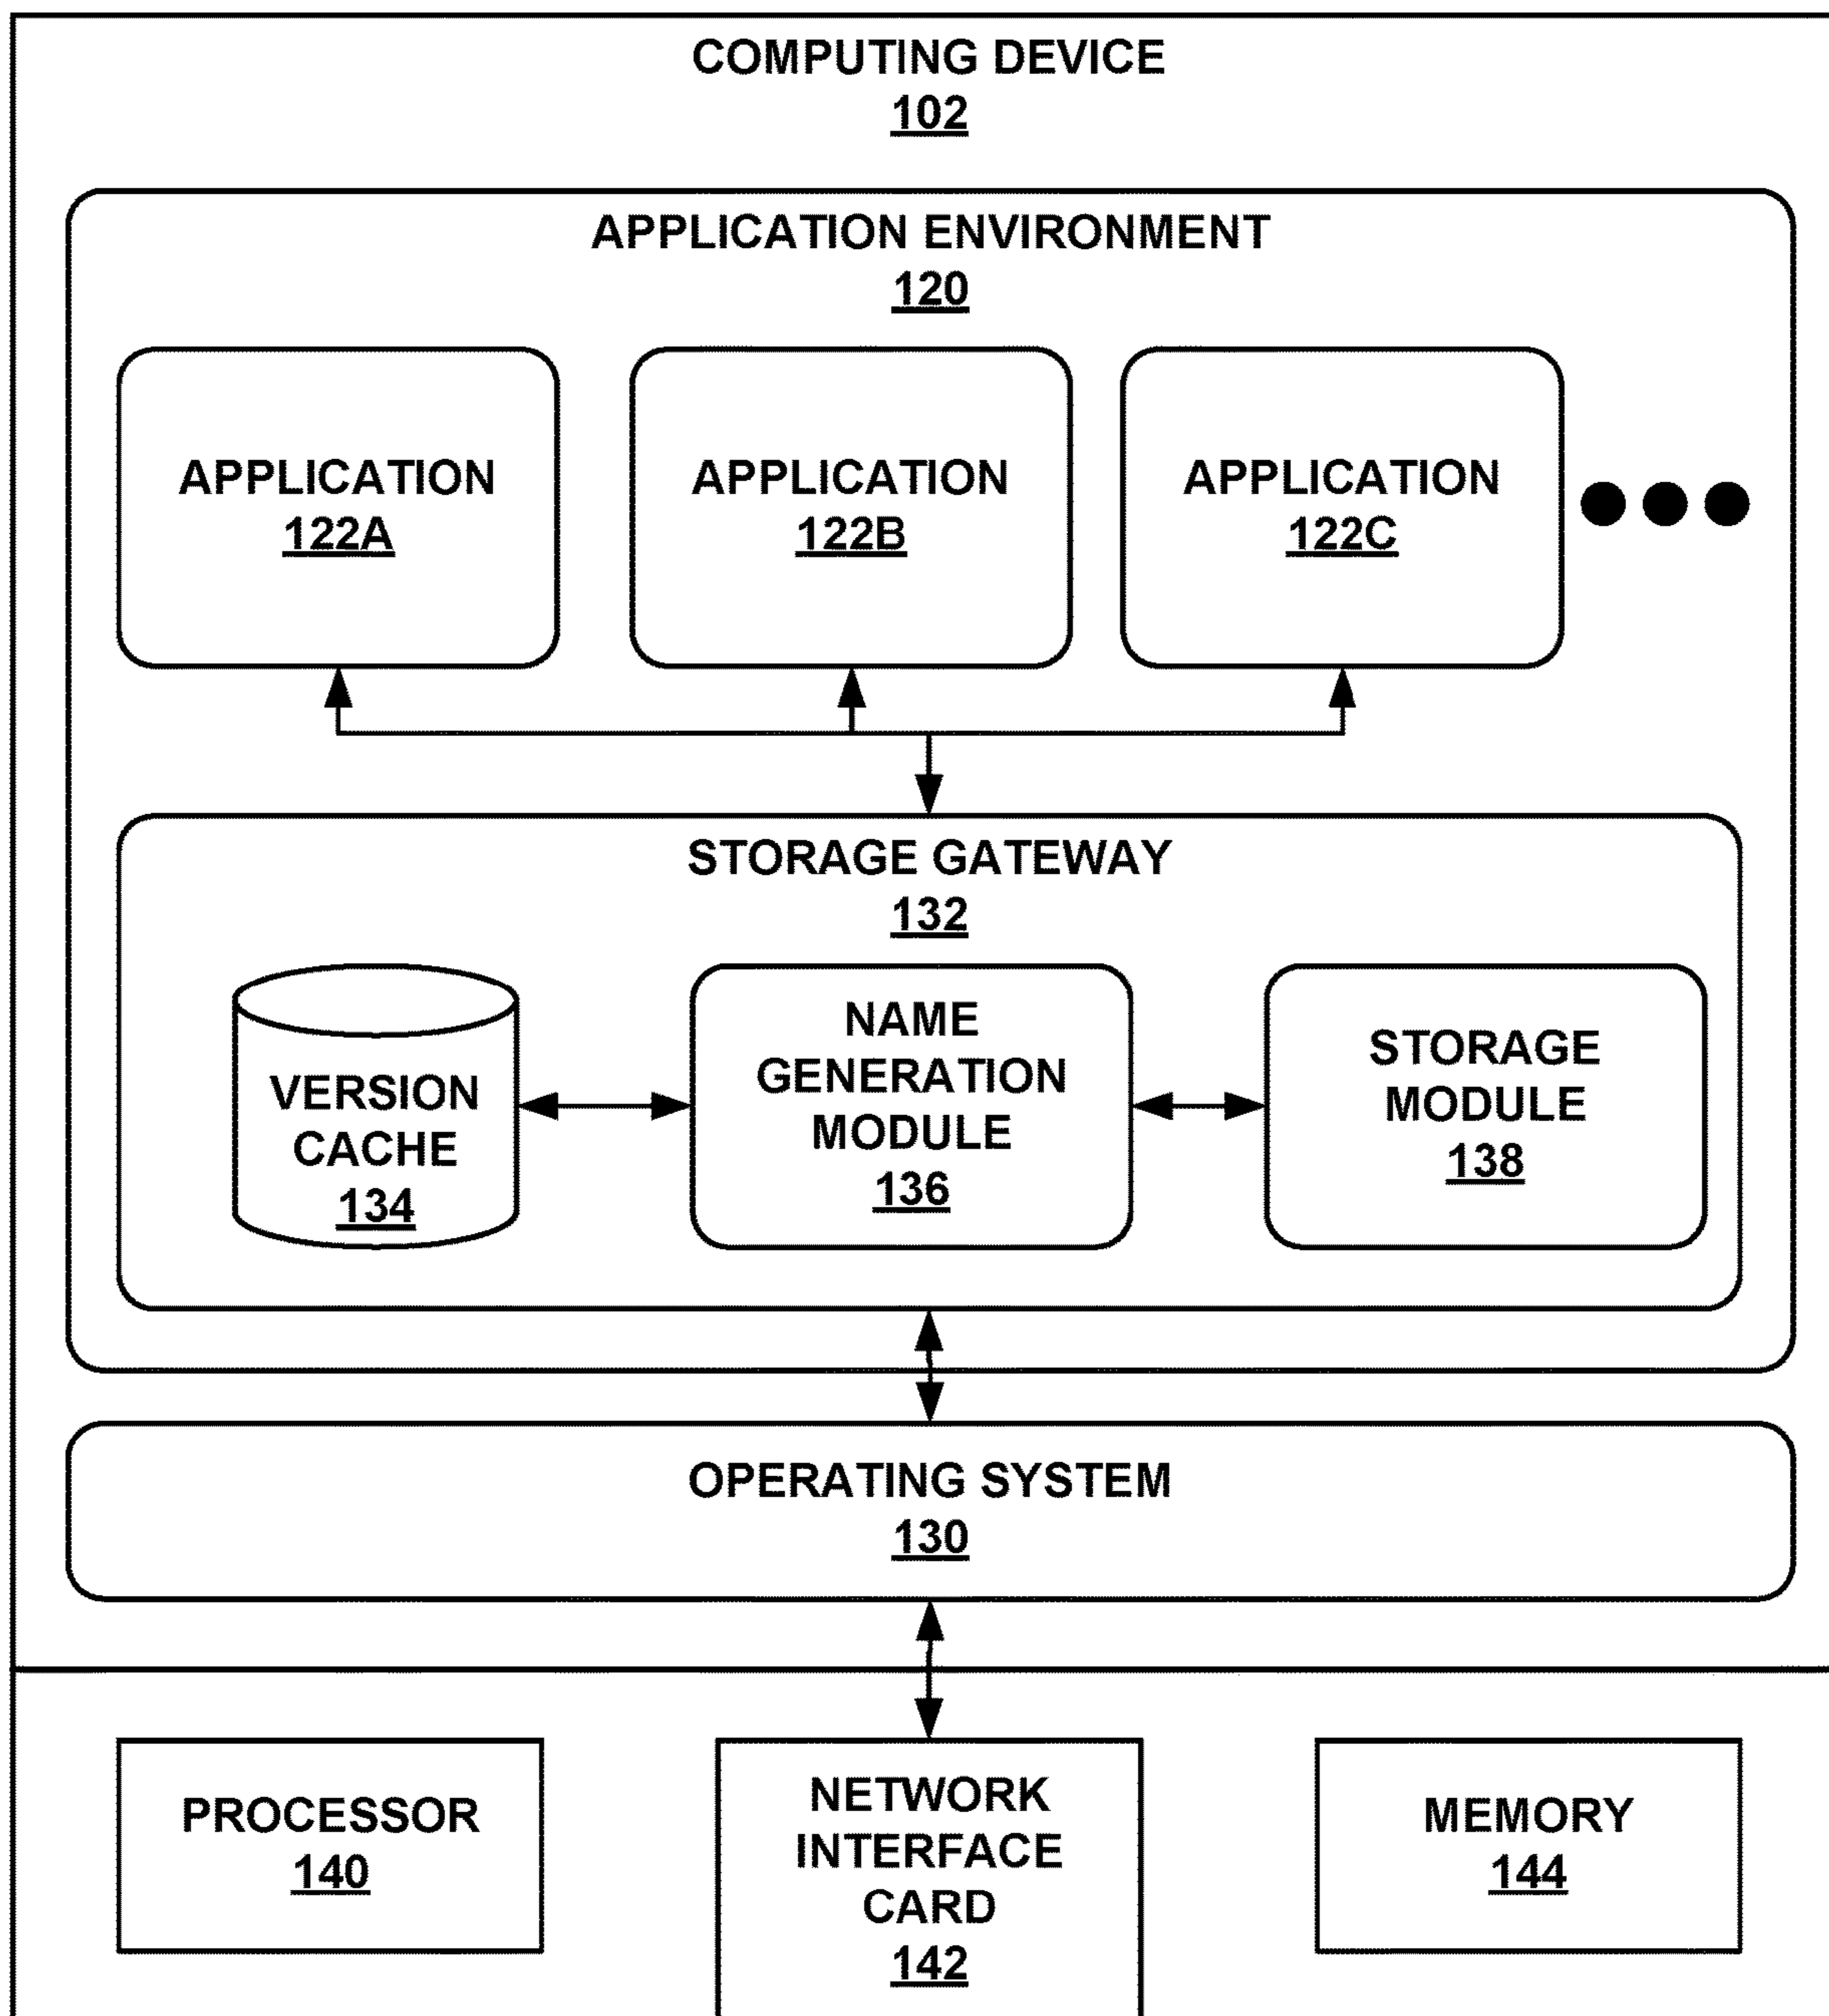 COMPUTING DEVICE
102
APPLICATION ENVIRONMENT
120
APPLICATION
122A
APPLICATION
122B
APPLICATION
122C
STORAGE GATEWAY
132
VERSION
CACHE
134
NAME
GENERATION
MODULE
136
STORAGE
MODULE
138
OPERATING SYSTEM
130
PROCESSOR
140
NETWORK
INTERFACE
CARD
142
MEMORY
144